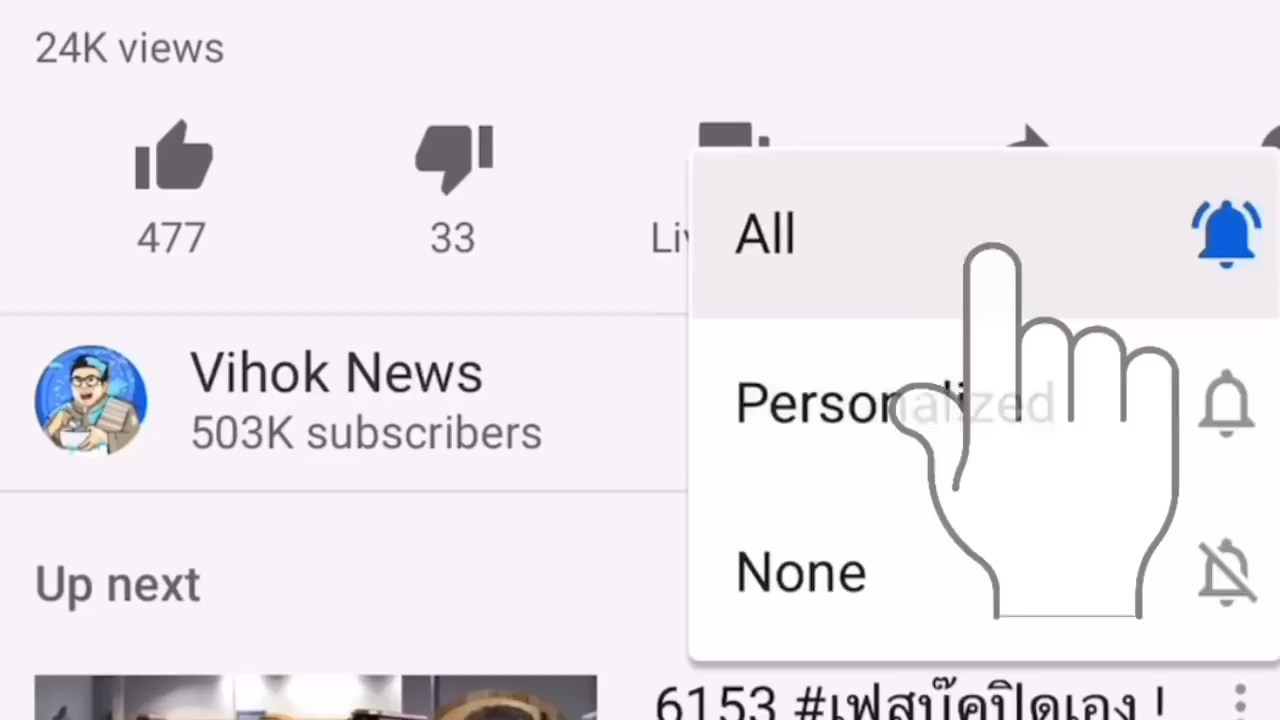 24K views
477
33
Liv
All
Vihok News
503K subscribers
Personalized
None
Up next
6153 #เฟสบุ๊คปิดเอง !